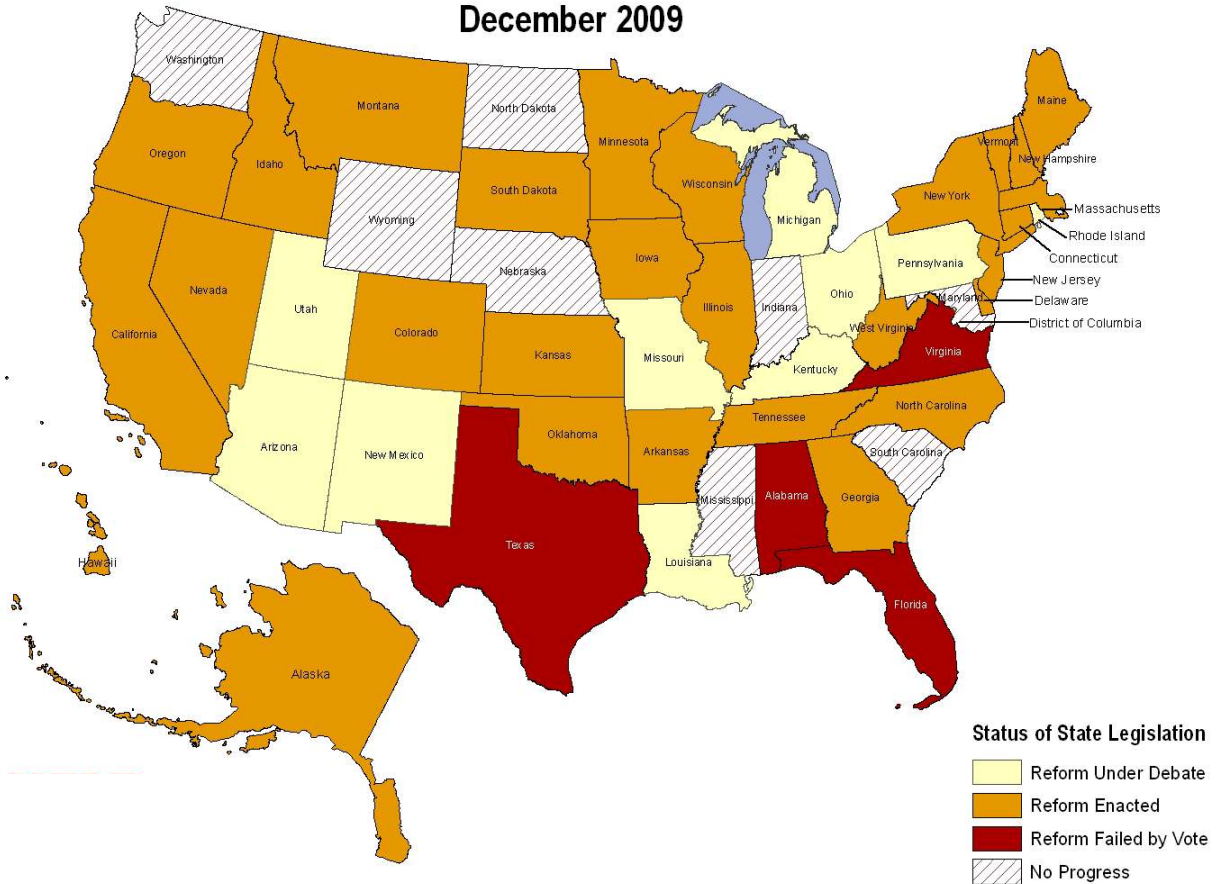 December 2009
Washington
Montana
North Dakota
Minnesota
Maine
Oregon
Idaho
Vermont
New Hampshire
South Dakota
Wisconsin
New York
Wyoming
Michigan
Massachusetts
Rhode Island
Connecticut
Nebraska
Iowa
Pennsylvania
New Jersey
Nevada
Illinois
Indiana
Ohio
Maryland
Delaware
District of Columbia
Utah
California
Colorado
Kansas
Missouri
West Virginia
Virginia
Kentucky
Tennessee
North Carolina
Arizona
New Mexico
Oklahoma
Arkansas
South Carolina
Mississippi
Alabama
Georgia
Texas
Louisiana
Hawaii
Florida
Alaska
Status of State Legislation
Reform Under Debate
Reform Enacted
Reform Failed by Vote
No Progress